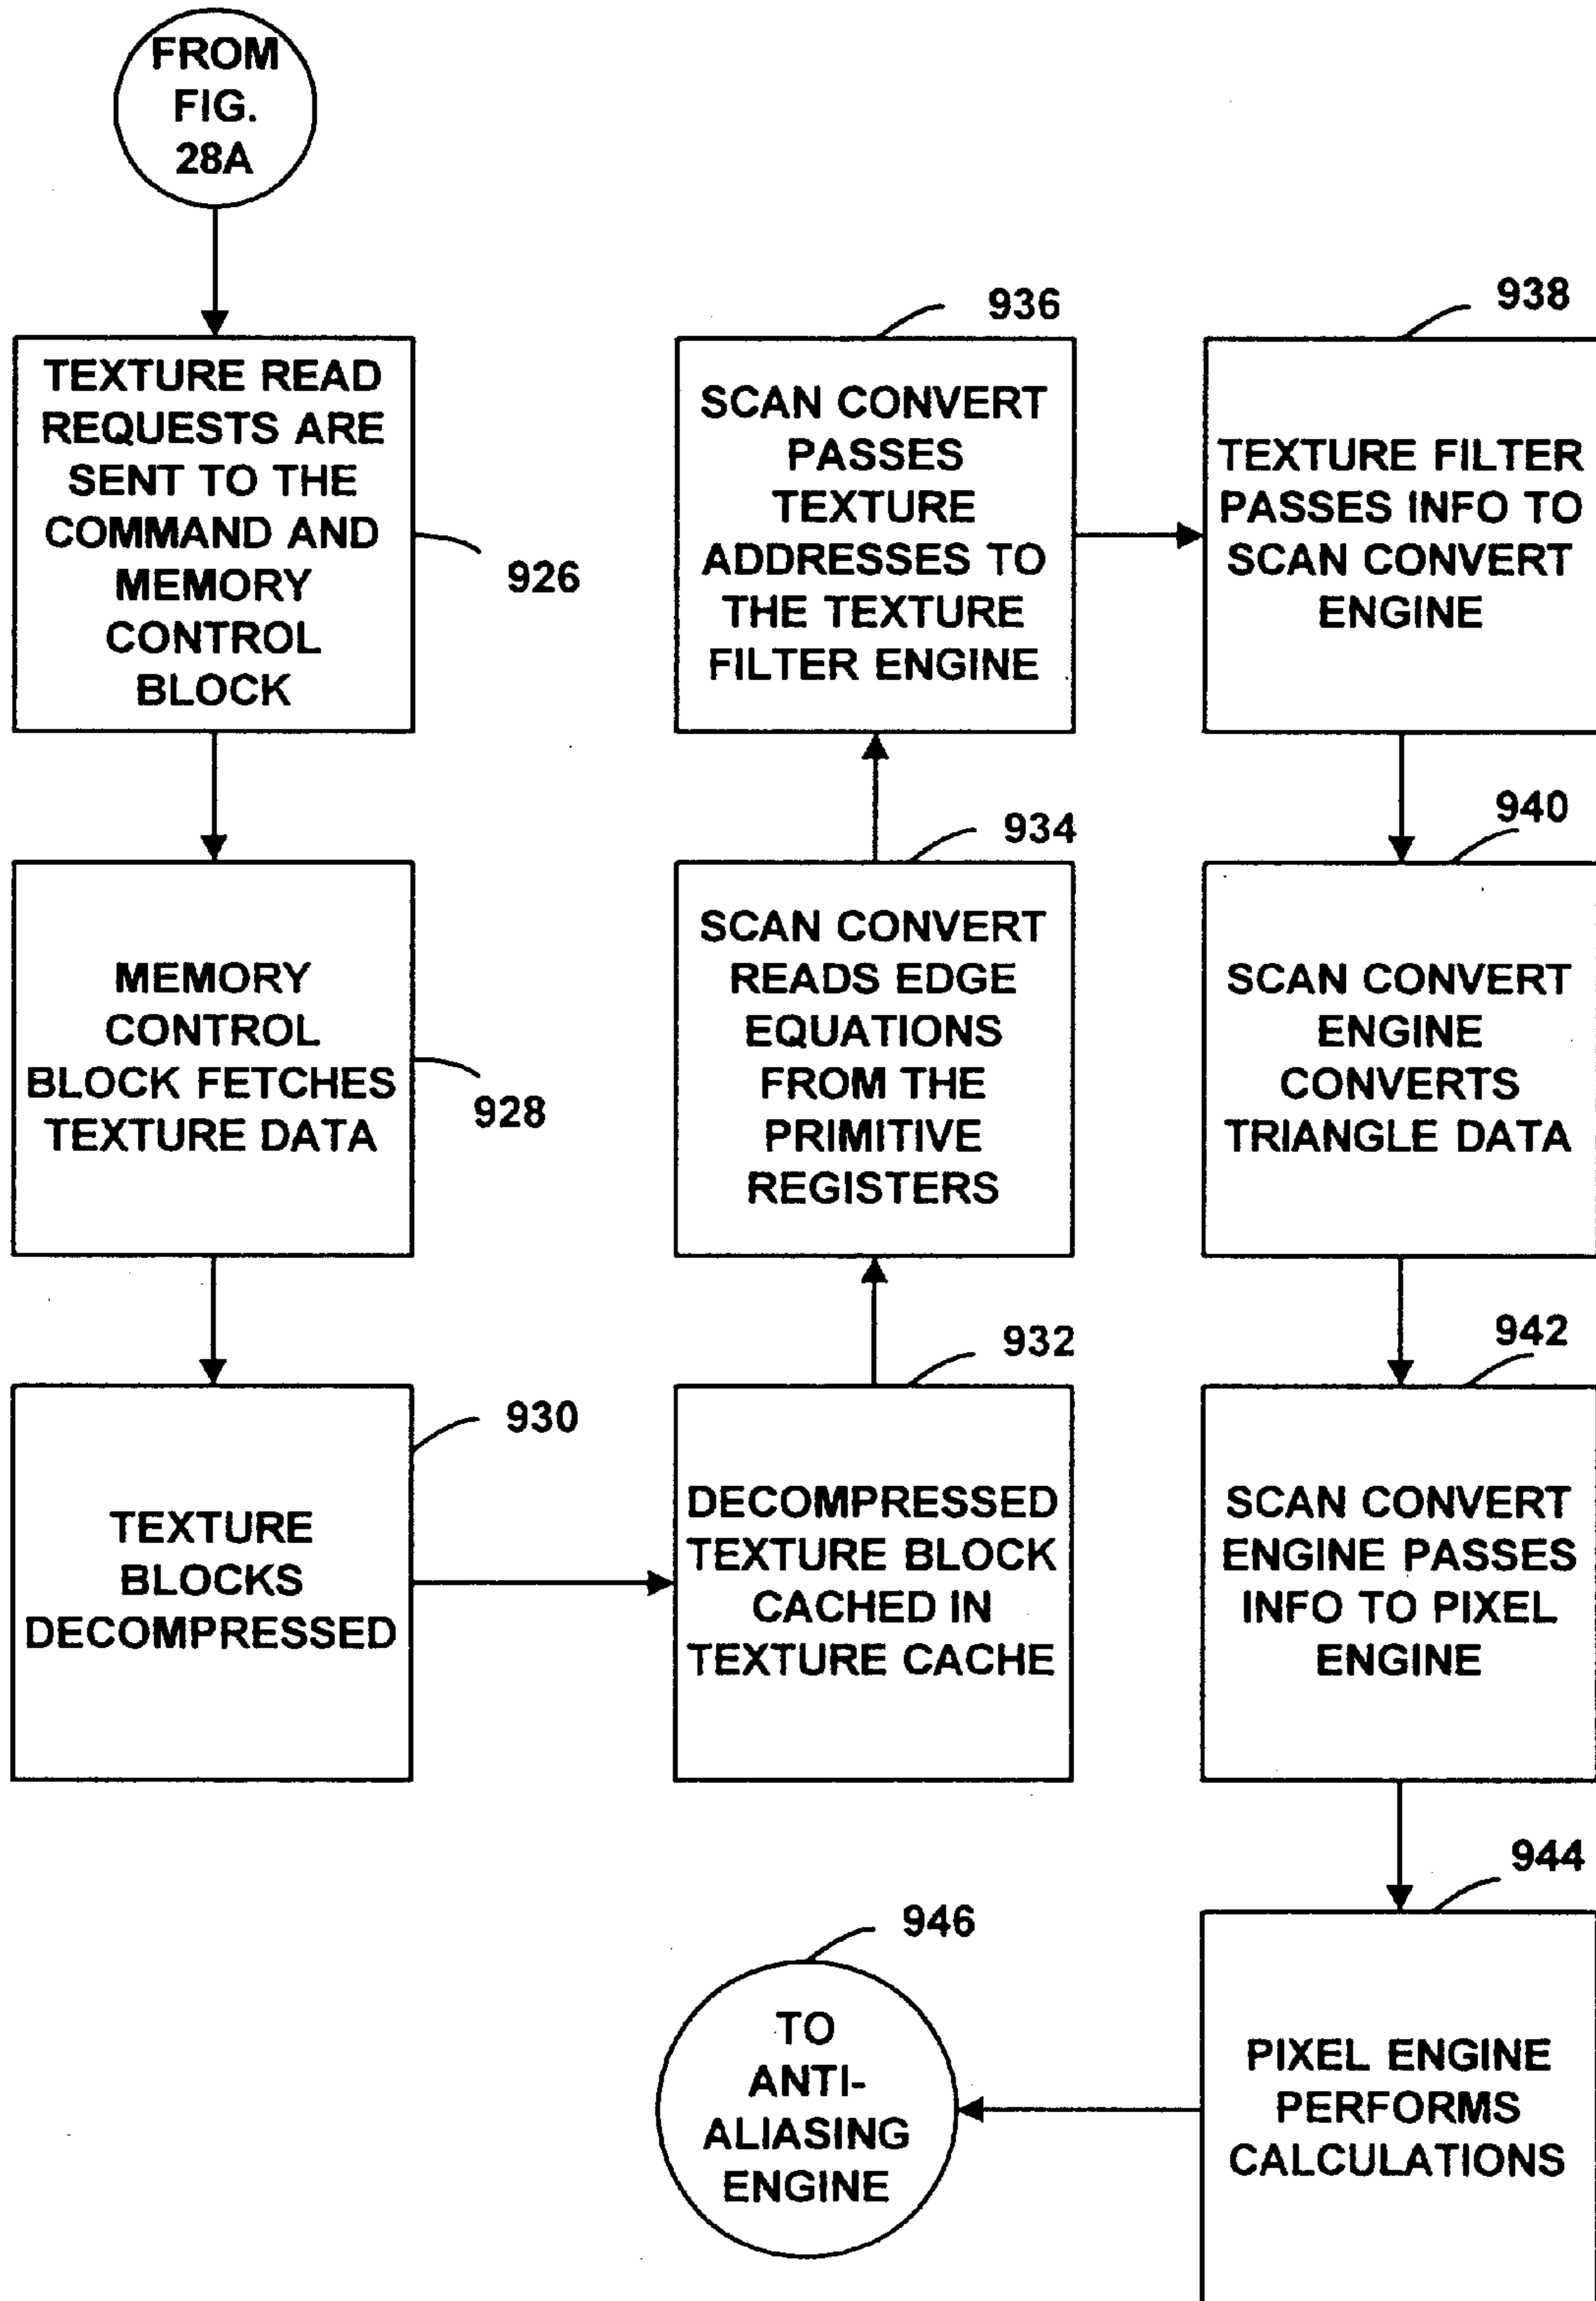 FROM
FIG.
28A
TEXTURE READ
REQUESTS ARE
SENT TO THE
COMMAND AND
MEMORY
CONTROL
BLOCK
926
MEMORY
CONTROL
BLOCK FETCHES
TEXTURE DATA
928
TEXTURE
BLOCKS
DECOMPRESSED
930
932
DECOMPRESSED
TEXTURE BLOCK
CACHED IN
TEXTURE CACHE
934
SCAN CONVERT
READS EDGE
EQUATIONS
FROM THE
PRIMITIVE
REGISTERS
936
SCAN CONVERT
PASSES
TEXTURE
ADDRESSES TO
THE TEXTURE
FILTER ENGINE
938
TEXTURE FILTER
PASSES INFO TO
SCAN CONVERT
ENGINE
940
SCAN CONVERT
ENGINE
CONVERTS
TRIANGLE DATA
942
SCAN CONVERT
ENGINE PASSES
INFO TO PIXEL
ENGINE
944
PIXEL ENGINE
PERFORMS
CALCULATIONS
946
TO
ANTI-
ALIASING
ENGINE